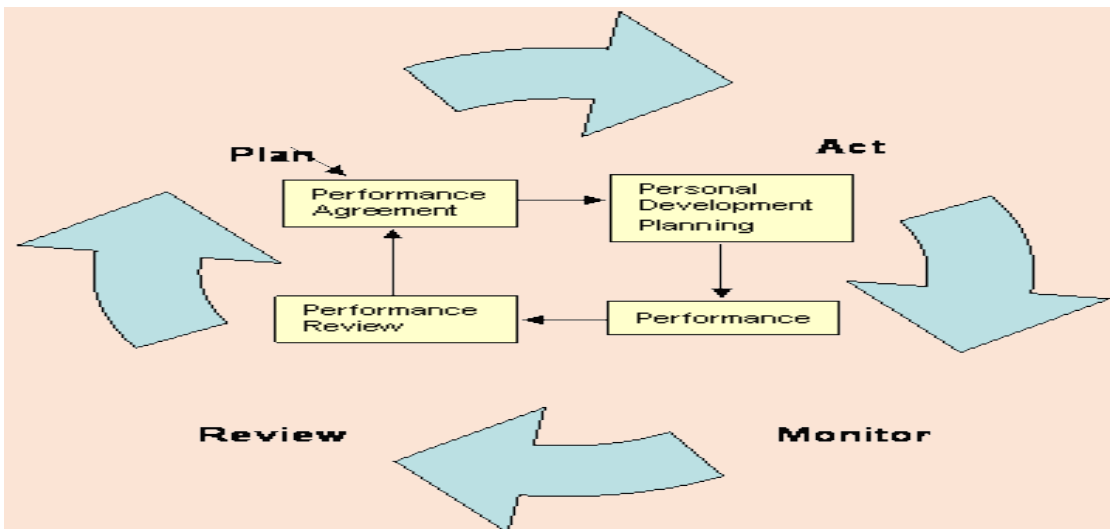 Plan
Act
Performance
Agreement
Personal
Development
Planning
Performance
Review
Performance
Review
Monitor